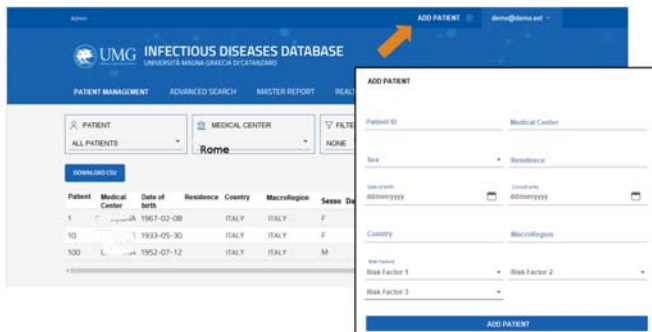 Admin ADD PATIENT demo@demo.est
UMG INFECTIOUS DISEASES DATABASE
UNIVERSITÀ MAGNA GRAECIA DI CATANZARO
PATIENT MANAGEMENT ADVANCED SEARCH MASTER REPORT REAL
PATIENT MEDICAL CENTER FILTE
ALL PATIENTS Rome NONE
DOWNLOAD CSV
Patient Medical Center Date of birth Residence Country MacroRegion Sesso Da
1 1967-02-08 ITALY ITALY F
10 1933-05-30 ITALY ITALY F
100 1952-07-12 ITALY ITALY M
ADD PATIENT
Patient ID Medical Center
Sex Residence
Date of birth
dd/mm/yyyy dd/mm/yyyy
Country MacroRegion
Risk Factors
Risk Factor 1 Risk Factor 2
Risk Factor 3
ADD PATIENT